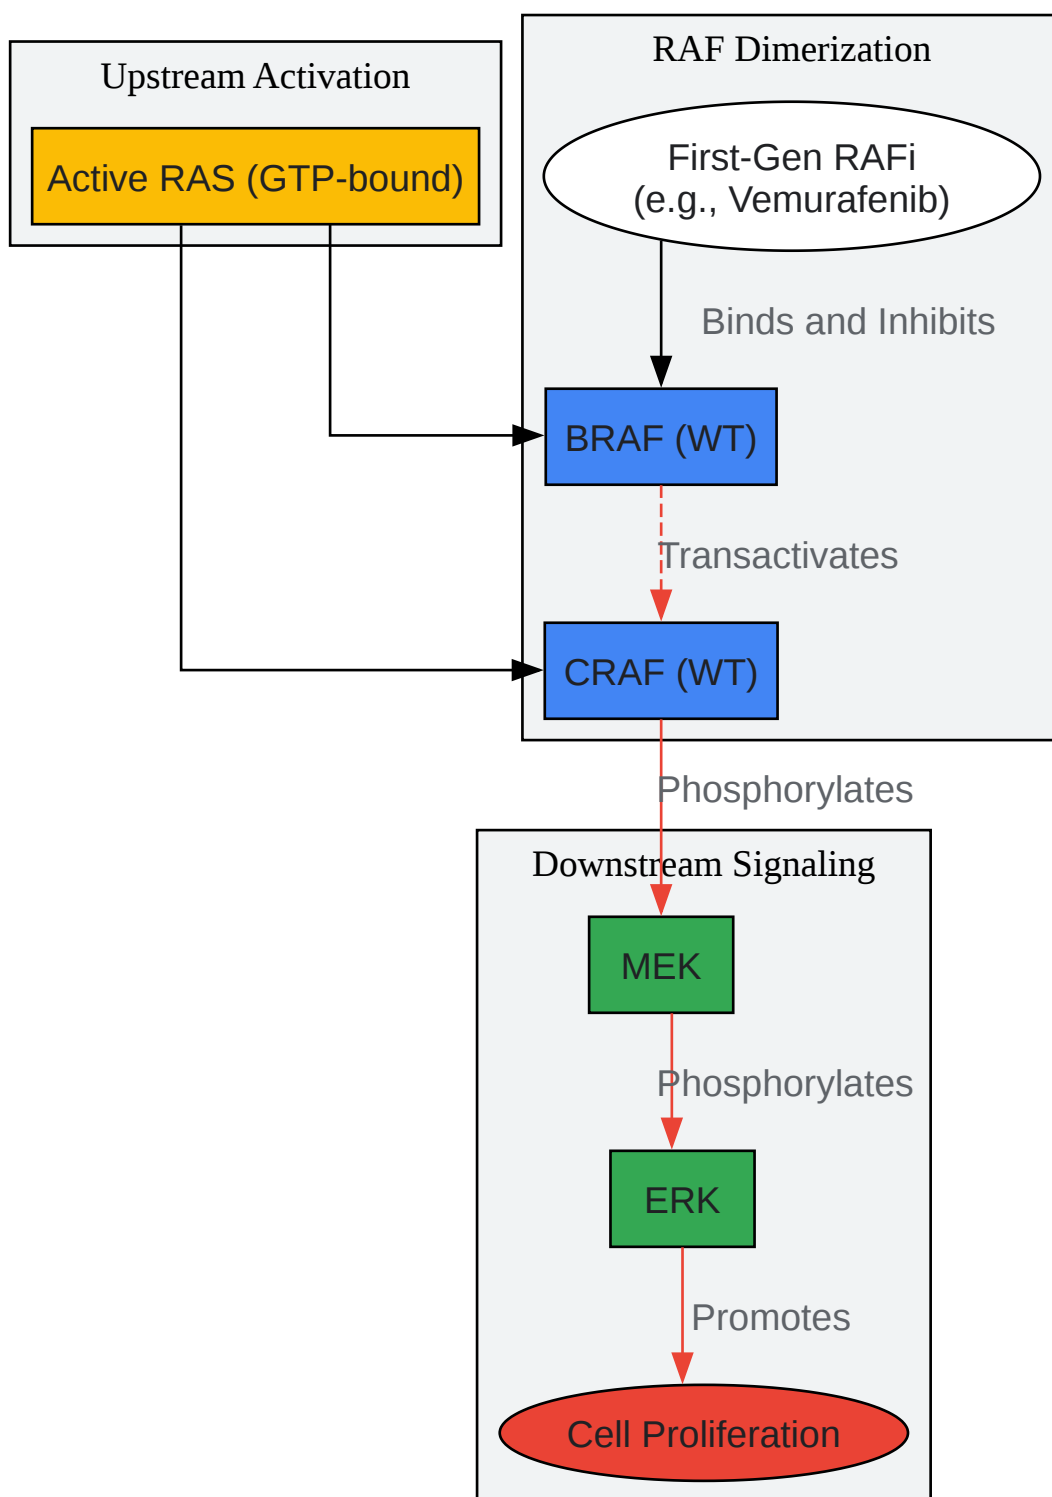 Upstream Activation
Active RAS (GTP-bound)
RAF Dimerization
First-Gen RAFi
(e.g., Vemurafenib)
Binds and Inhibits
BRAF (WT)
Transactivates
CRAF (WT)
Phosphorylates
Downstream Signaling
MEK
Phosphorylates
ERK
Promotes
Cell Proliferation